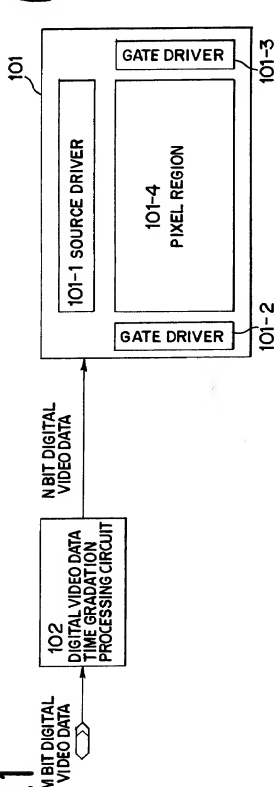 1
M BIT DIGITAL
VIDEO DATA
102
DIGITAL VIDEO DATA
TIME GRADATION
PROCESSING CIRCUIT
N BIT DIGITAL
VIDEO DATA
101
101-1 SOURCE DRIVER
GATE DRIVER
101-2
101-4
PIXEL REGION
GATE DRIVER
101-3